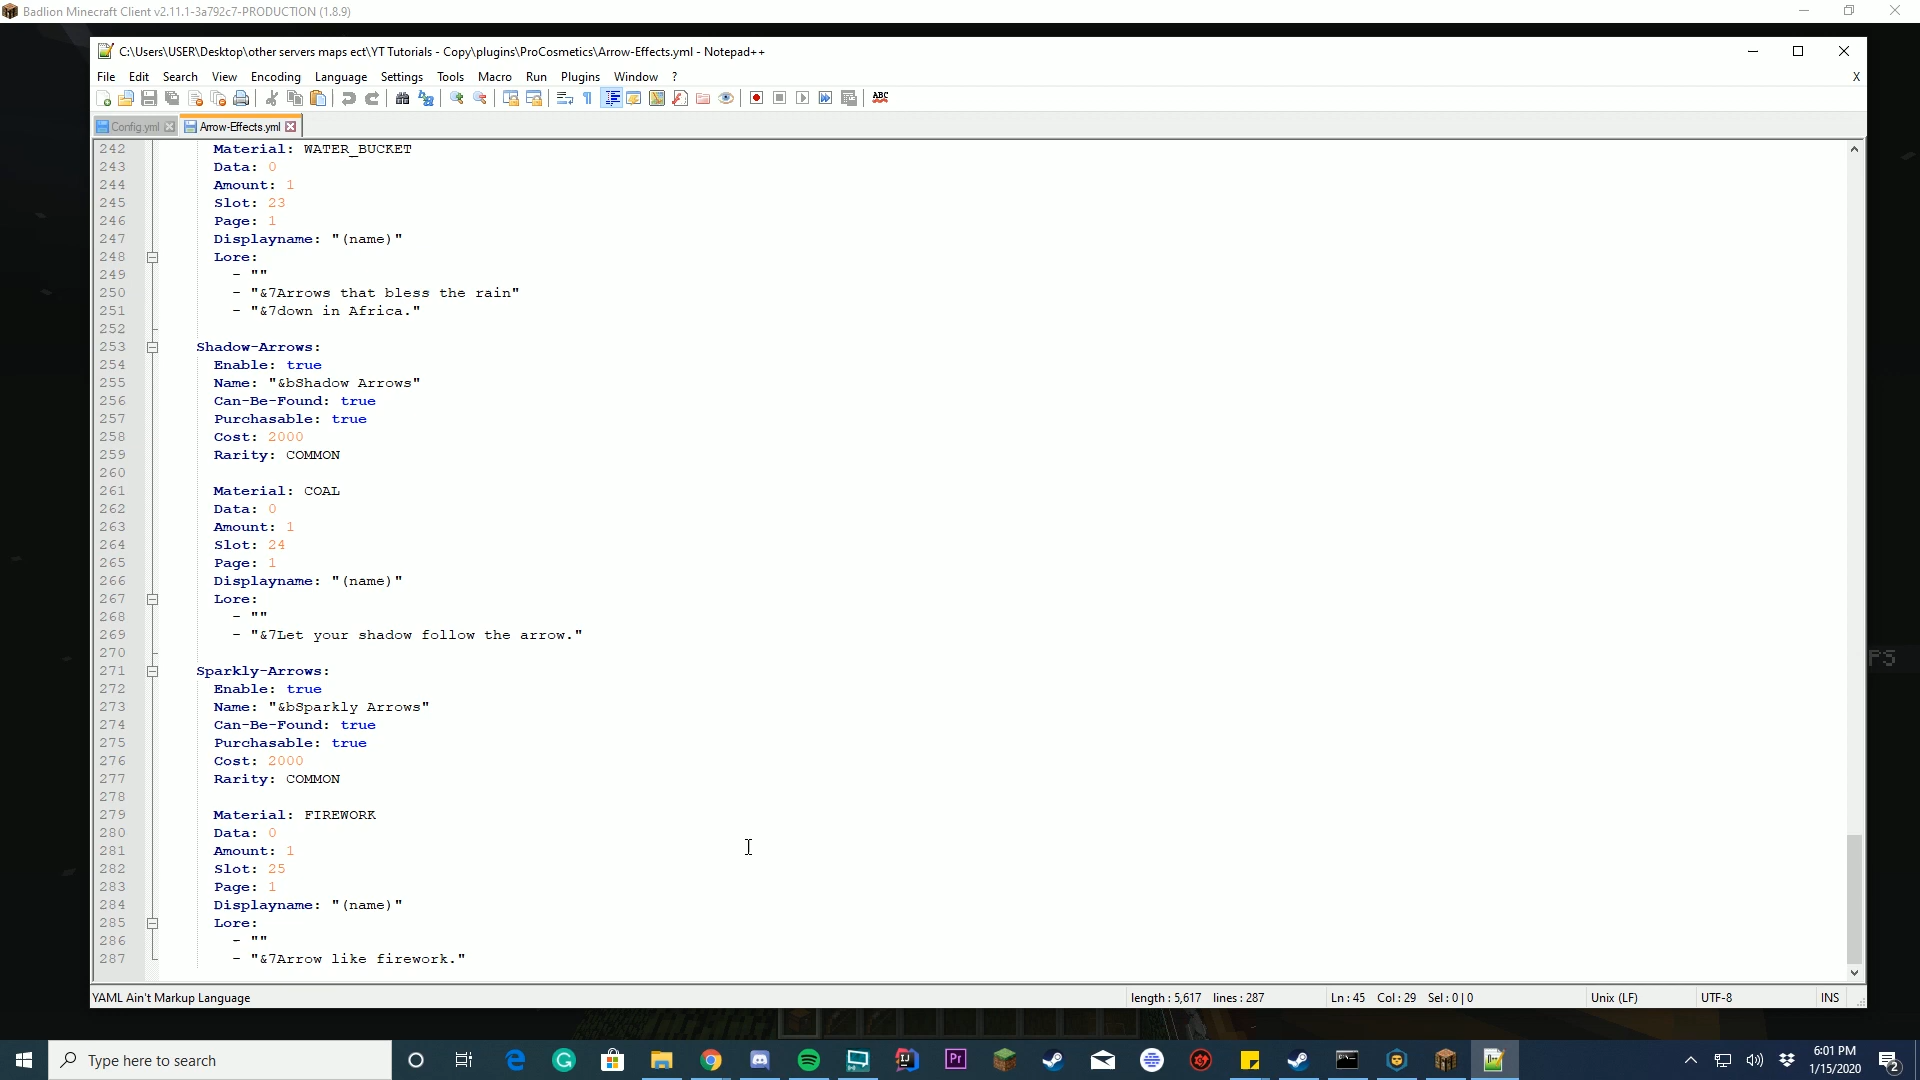 Badlion Minecraft Client v2.11.1-3a792c7-PRODUCTION (1.8.9)
C:\Users\USER\Desktop\other servers maps ect\YT Tutorials - Copy\plugins\ProCosmetics\Arrow-Effects.yml - Notepad++
File Edit Search View Encoding Language Settings Tools Macro Run Plugins Window ? X
Config.yml Arrow-Effects.yml
242 Material: WATER_BUCKET
243 Data: 0
244 Amount: 1
245 Slot: 23
246 Page: 1
247 Displayname: "(name)"
248 Lore:
249 - ""
250 - "&7Arrows that bless the rain"
251 - "&7down in Africa."
252
253 Shadow-Arrows:
254 Enable: true
255 Name: "&bShadow Arrows"
256 Can-Be-Found: true
257 Purchasable: true
258 Cost: 2000
259 Rarity: COMMON
260
261 Material: COAL
262 Data: 0
263 Amount: 1
264 Slot: 24
265 Page: 1
266 Displayname: "(name)"
267 Lore:
268 - ""
269 - "&7Let your shadow follow the arrow."
270
271 Sparkly-Arrows:
272 Enable: true
273 Name: "&bSparkly Arrows"
274 Can-Be-Found: true
275 Purchasable: true
276 Cost: 2000
277 Rarity: COMMON
278
279 Material: FIREWORK
280 Data: 0
281 Amount: 1
282 Slot: 25
283 Page: 1
284 Displayname: "(name)"
285 Lore:
286 - ""
287 - "&7Arrow like firework."
PS
YAML Ain't Markup Language length : 5,617 lines : 287 Ln : 45 Col : 29 Sel : 0 | 0 Unix (LF) UTF-8 INS
Type here to search
6:01 PM
1/15/2020
2
ABC
Pr